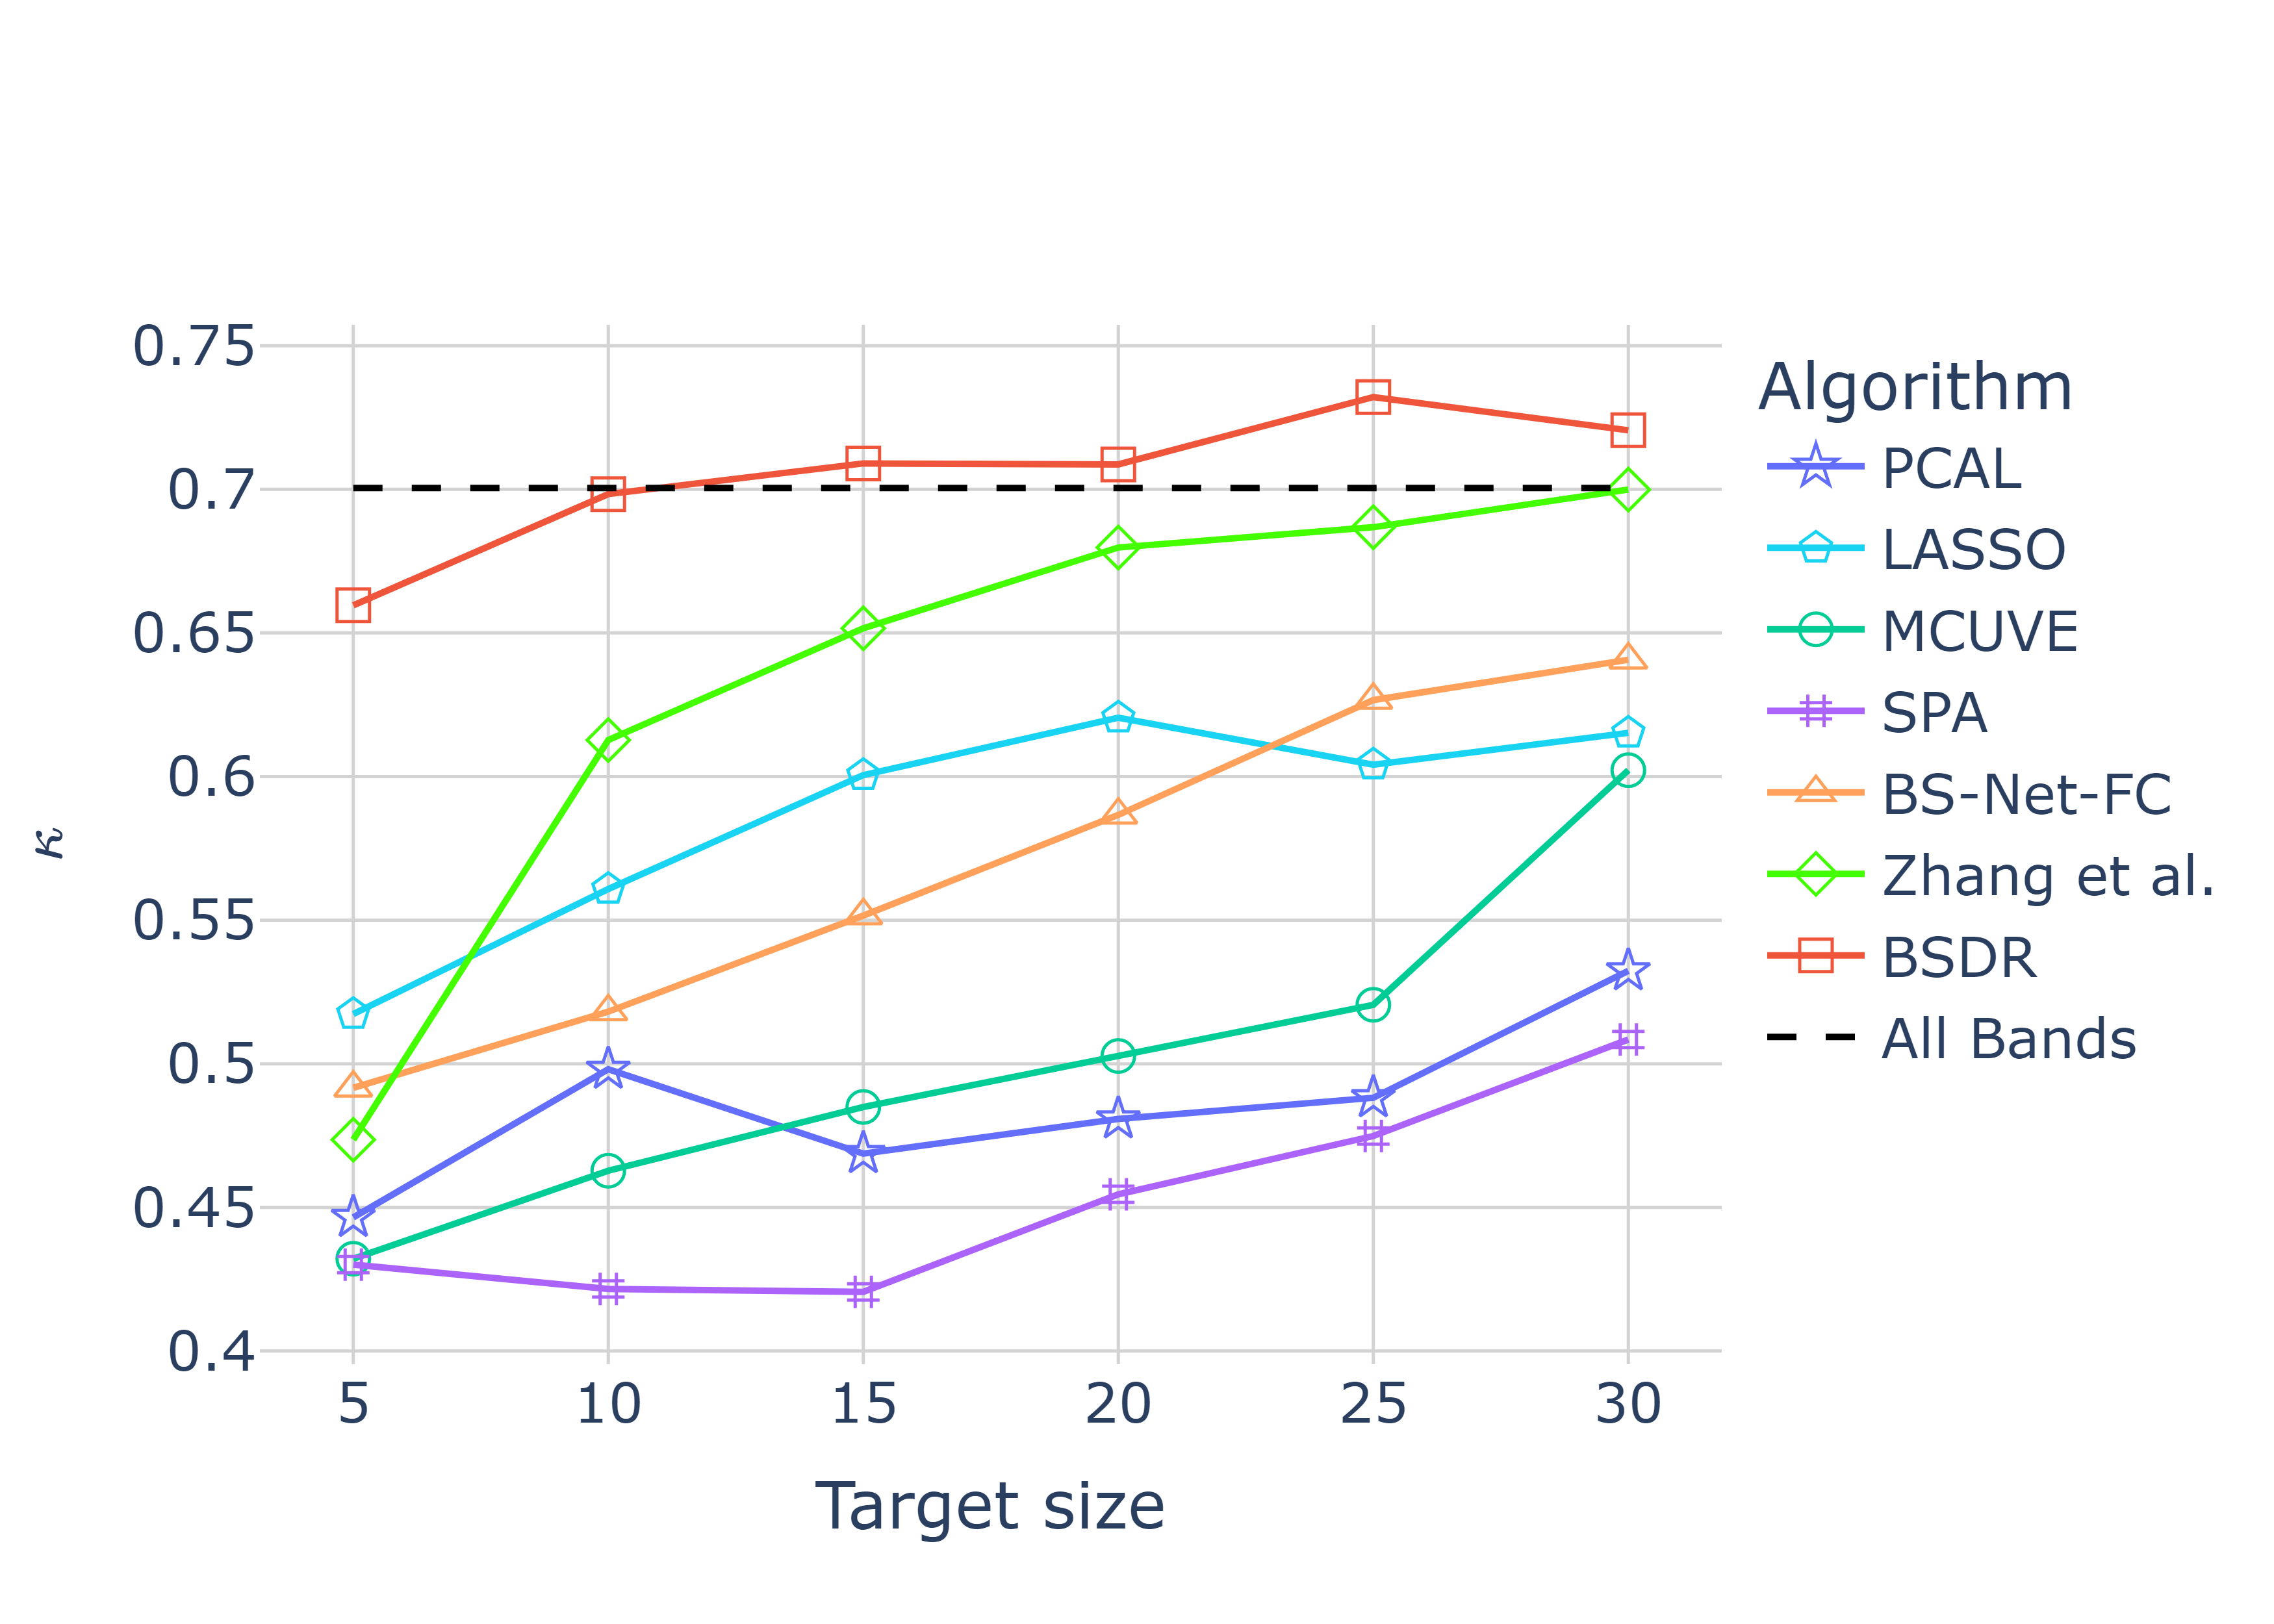 0.75
0.7
0.65
0.6
0.55
0.5
0.45
0.4
κ
5 10 15 20 25 30
Target size
Algorithm
PCAL
LASSO
MCUVE
SPA
BS-Net-FC
Zhang et al.
BSDR
All Bands